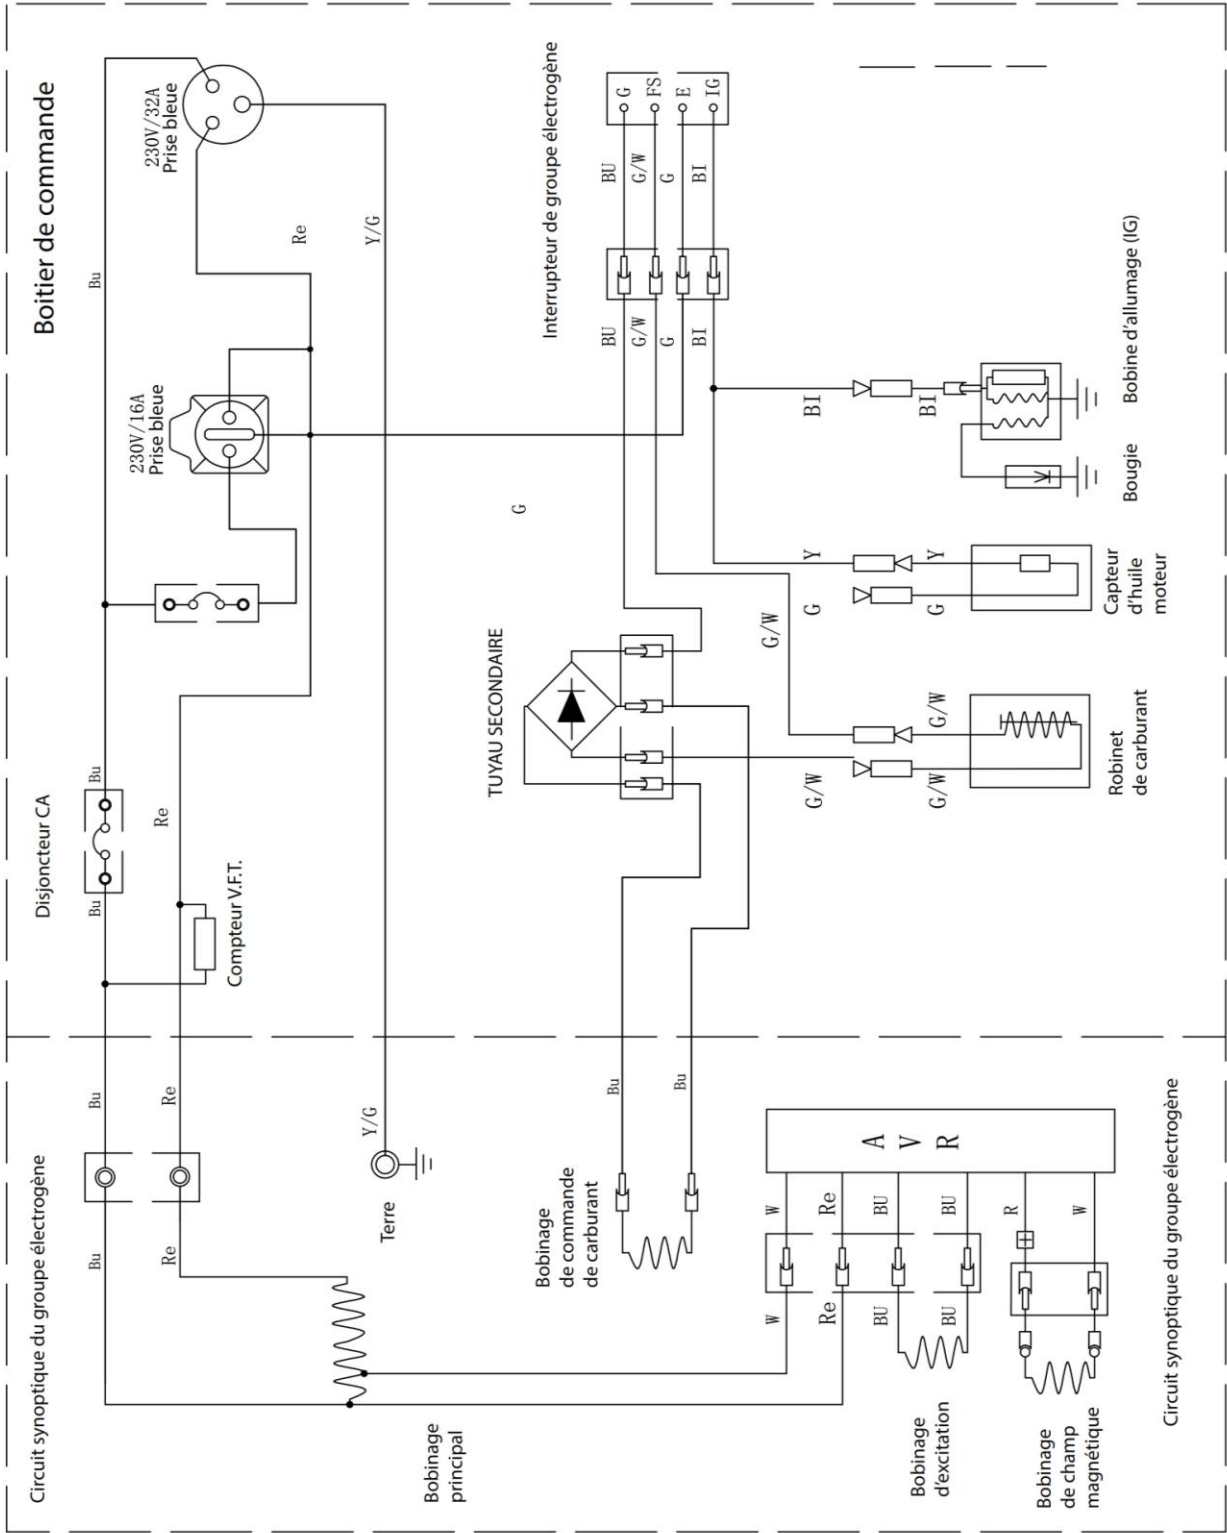 Boitier de commande
230V/32A
Prise bleue
Bu
Re
Y/G
230V/16A
Prise bleue
Interrupteur de groupe électrogène
G
FS
E
IG
BU
G/W
G
BI
BU
G/W
G
BI
G
BI
BI
Bobine d'allumage (IG)
Bougie
Y
Y
G
G
Capteur
d'huile
moteur
TUYAU SECONDAIRE
G/W
G/W
G/W
G/W
Robinet
de carburant
Disjoncteur CA
Bu
Bu
Re
Compteur V.F.T.
Circuit synoptique du groupe électrogène
Bu
Re
Bu
Re
Y/G
Terre
Bobinage
principal
Bu
Bu
Bobinage
de commande
de carburant
A V R
W
Re
BU
BU
R
W
W
Re
BU
BU
Bobinage
d'excitation
Bobinage
de champ
magnétique
Circuit synoptique du groupe électrogène